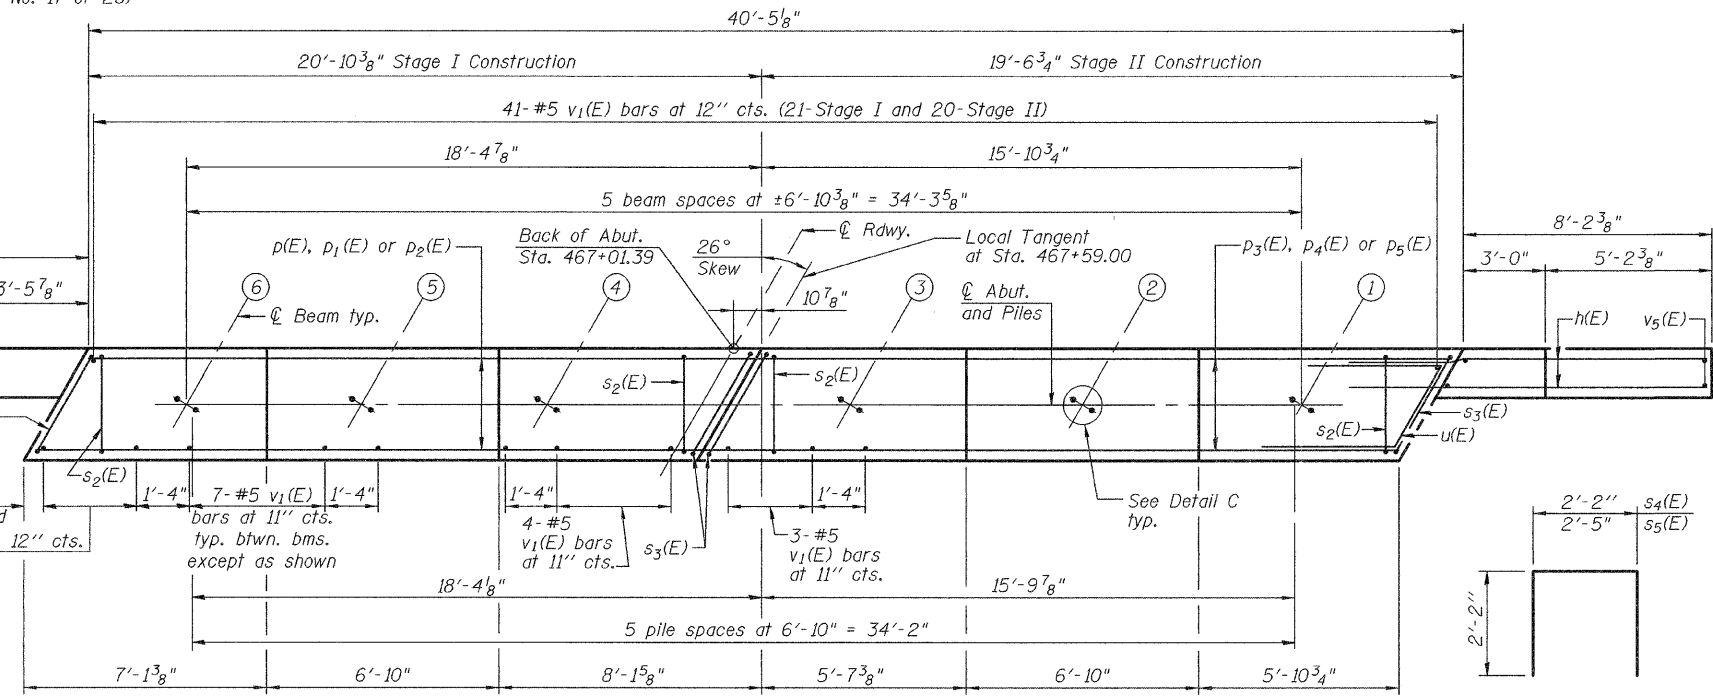 No. 17 of 23)
40'-5 1/8"
20'-10 3/8" Stage I Construction
19'-6 3/4" Stage II Construction
41-#5 v1(E) bars at 12" cts. (21-Stage I and 20-Stage II)
18'-4 7/8"
15'-10 3/4"
5 beam spaces at ±6'-10 3/8" = 34'-3 5/8"
8'-2 3/8"
p(E), p1(E) or p2(E)
Back of Abut.
Sta. 467+01.39
26°
Skew
℄ Rdwy.
Local Tangent
at Sta. 467+59.00
p3(E), p4(E) or p5(E)
3'-0"
5'-2 3/8"
3'-5 7/8"
6
5
4
10 7/8"
3
℄ Abut.
and Piles
2
1
℄ Beam typ.
h(E)
v5(E)
s2(E)
s2(E)
s2(E)
s3(E)
u(E)
s2(E)
1'-4"
7-#5 v1(E)
bars at 11" cts.
typ. btwn. bms.
except as shown
1'-4"
1'-4"
4-#5
v1(E) bars
at 11" cts.
s3(E)
1'-4"
3-#5
v1(E) bars
at 11" cts.
See Detail C
typ.
12" cts.
2'-2" s4(E)
2'-5" s5(E)
2'-2"
18'-4 1/8"
15'-9 7/8"
5 pile spaces at 6'-10" = 34'-2"
7'-1 3/8"
6'-10"
8'-1 5/8"
5'-7 3/8"
6'-10"
5'-10 3/4"